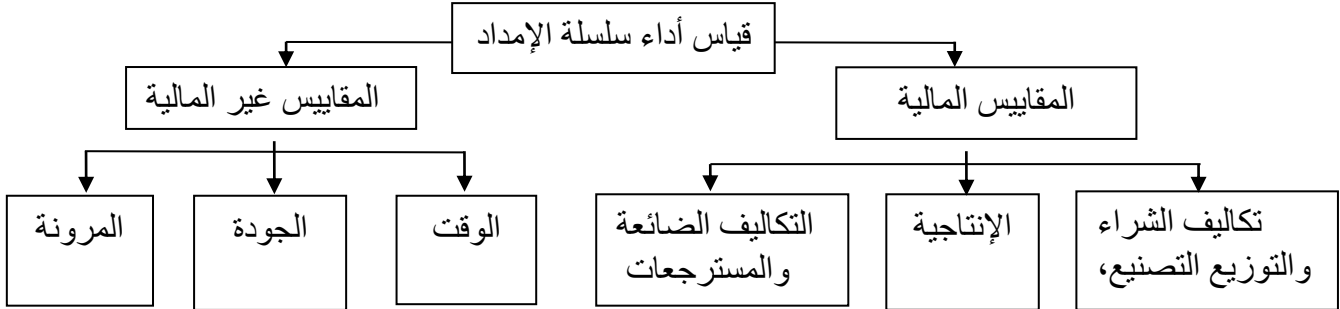 قياس أداء سلسلة الإمداد
المقاييس المالية
المقاييس غير المالية
تكاليف الشراء
والتوزيع التصنيع،
الإنتاجية
التكاليف الضائعة
والمسترجعات
الوقت
الجودة
المرونة